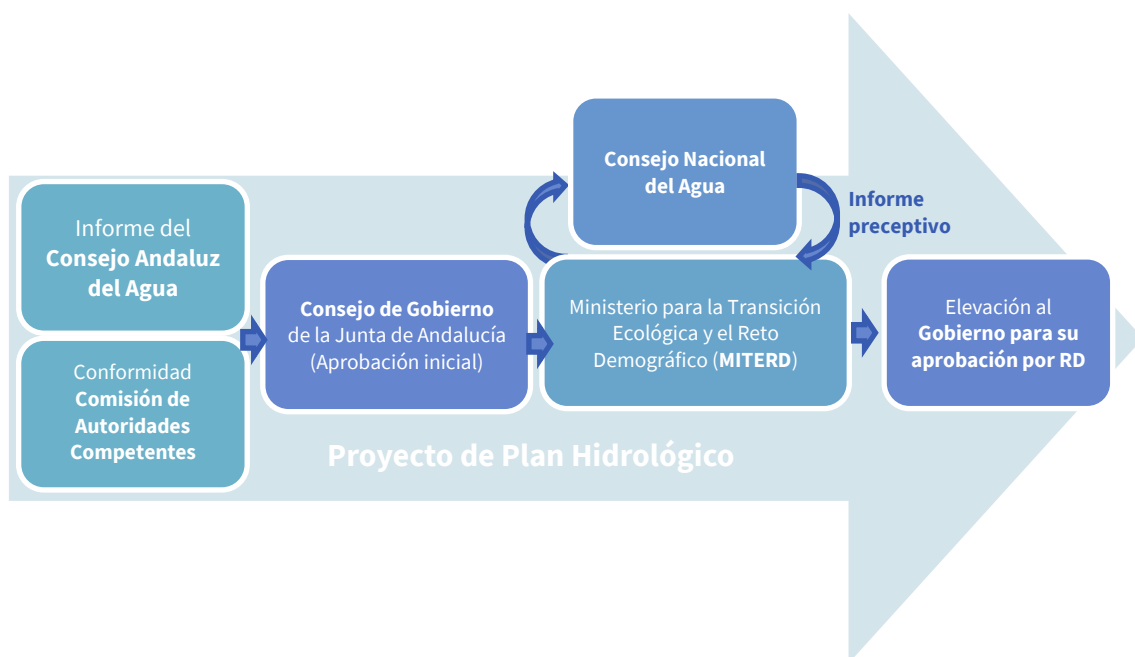 Informe del
Consejo Andaluz
del Agua
Conformidad
Comisión de
Autoridades
Competentes
Consejo de Gobierno
de la Junta de Andalucía
(Aprobación inicial)
Consejo Nacional
del Agua
Informe
preceptivo
Ministerio para la Transición
Ecológica y el Reto
Demográfico (MITERD)
Elevación al
Gobierno para su
aprobación por RD
Proyecto de Plan Hidrológico